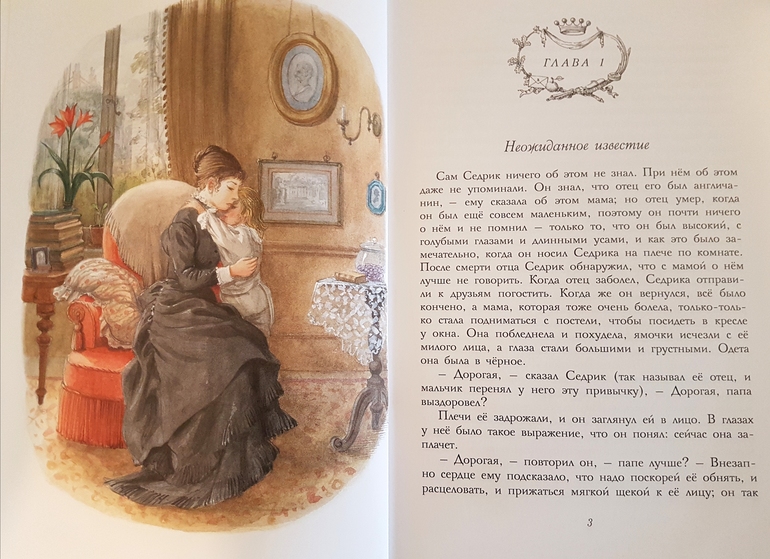 ГЛАВА I
Неожиданное известие
Сам Седрик ничего об этом не знал. При нём об этом
даже не упоминали. Он знал, что отец его был англича-
нин, – ему сказала об этом мама; но отец умер, когда
он был ещё совсем маленьким, поэтому он почти ничего
о нём и не помнил – только то, что он был высокий, с
голубыми глазами и длинными усами, и как это было за-
мечательно, когда он носил Седрика на плече по комнате.
После смерти отца Седрик обнаружил, что с мамой о нём
лучше не говорить. Когда отец заболел, Седрика отправи-
ли к друзьям погостить. Когда же он вернулся, всё было
кончено, а мама, которая тоже очень болела, только-толь-
ко стала подниматься с постели, чтобы посидеть в кресле
у окна. Она побледнела и похудела, ямочки исчезли с её
милого лица, а глаза стали большими и грустными. Одета
она была в чёрное.
– Дорогая, – сказал Седрик (так называл её отец, и
мальчик перенял у него эту привычку), – Дорогая, папа
выздоровел?
Плечи её задрожали, и он заглянул ей в лицо. В глазах
у неё было такое выражение, что он понял: сейчас она за-
плачет.
– Дорогая, – повторил он, – папе лучше? – Внезап-
но сердце ему подсказало, что надо поскорей её обнять, и
расцеловать, и прижаться мягкой щекой к её лицу; он так
3